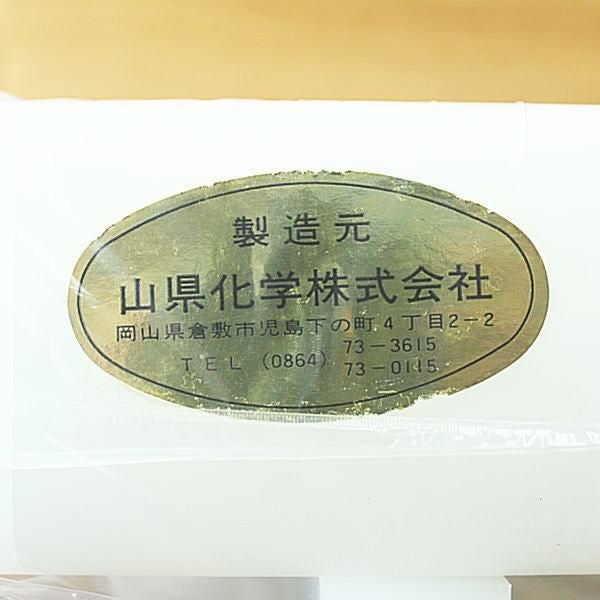 製造元
山県化学株式会社
岡山県倉敷市児島下の町4丁目2-2
TEL (0864) 73-3615
73-0115